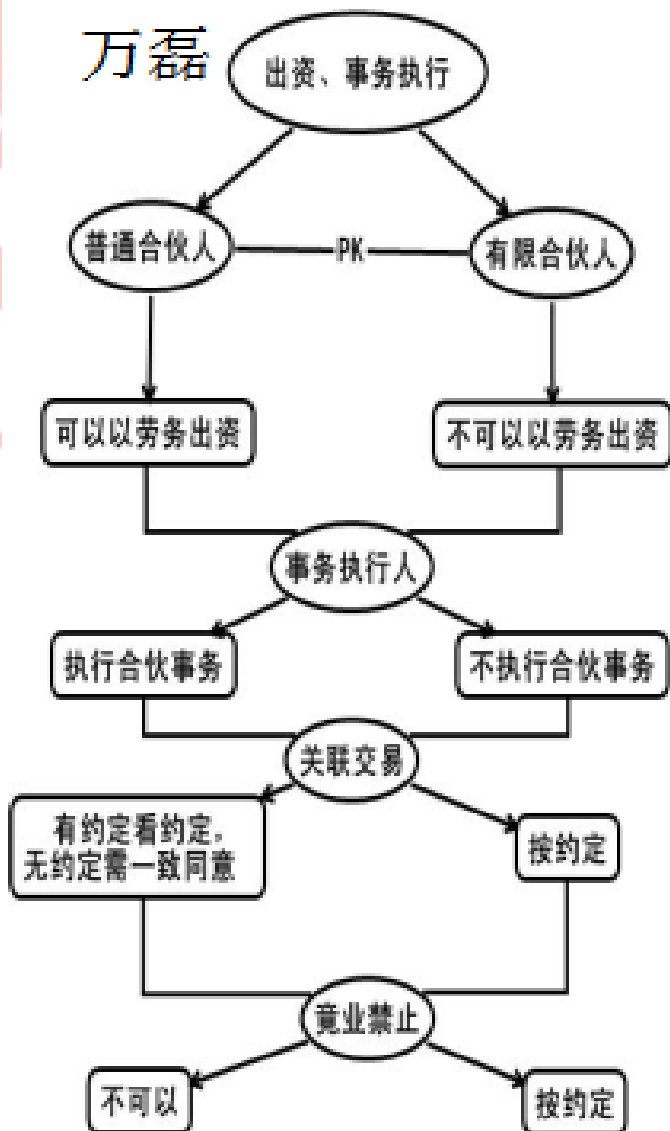 万磊
出资、事务执行
普通合伙人
PK
有限合伙人
可以以劳务出资
不可以以劳务出资
事务执行人
执行合伙事务
不执行合伙事务
关联交易
有约定看约定,
无约定需一致同意
按约定
竟业禁止
不可以
按约定